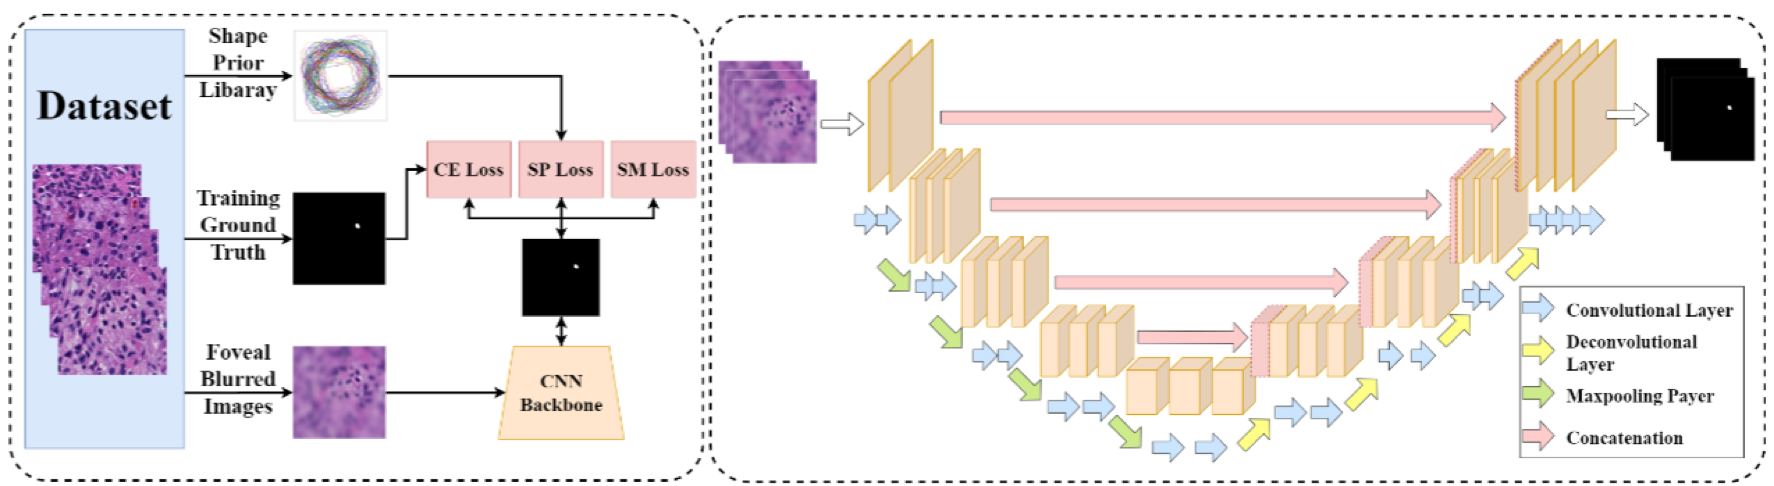 Dataset
Shape
Prior
Libaray
Training
Ground
Truth
Foveal
Blurred
Images
CE Loss
SP Loss
SM Loss
CNN
Backbone
Convolutional Layer
Deconvolutional
Layer
Maxpooling Payer
Concatenation